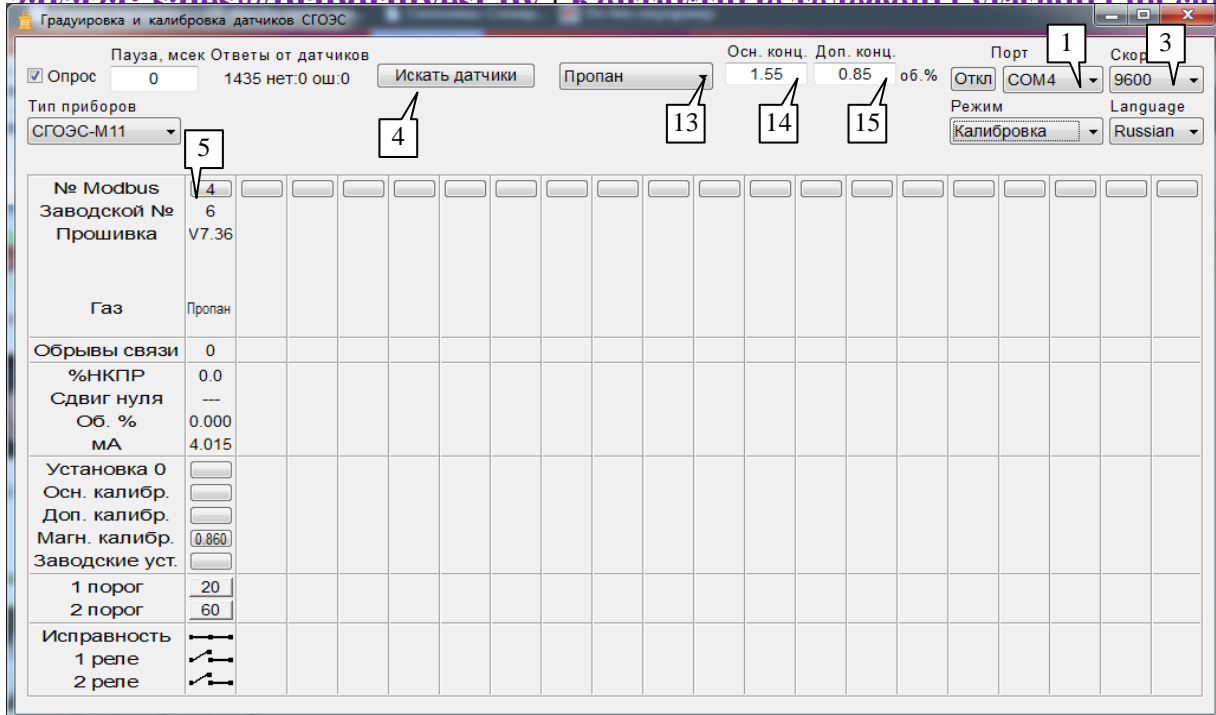 Градуировка и калибровка датчиков СГОЭС
Пауза, мсек Ответы от датчиков
Осн. конц. Доп. конц.
Порт
1
Скор
3
Опрос 0 1435 нет:0 ош:0 Искать датчики Пропан 1.55 0.85 об.% Откл COM4 9600
Тип приборов
Режим Language
СГОЭС-М11
Калибровка Russian
5
4
13
14
15
№ Modbus 4
Заводской № 6
Прошивка V7.36
Газ Пропан
Обрывы связи 0
%НКПР 0.0
Сдвиг нуля ---
Об. % 0.000
мА 4.015
Установка 0
Осн. калибр.
Доп. калибр.
Магн. калибр. 0.860
Заводские уст.
1 порог 20
2 порог 60
Исправность
1 реле
2 реле